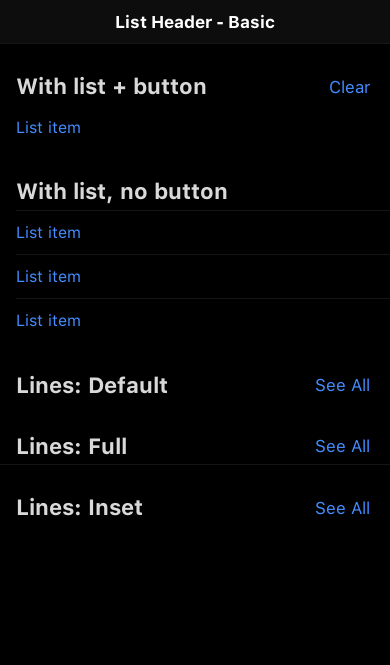 List Header - Basic
With list + button Clear
List item
With list, no button
List item
List item
List item
Lines: Default See All
Lines: Full See All
Lines: Inset See All